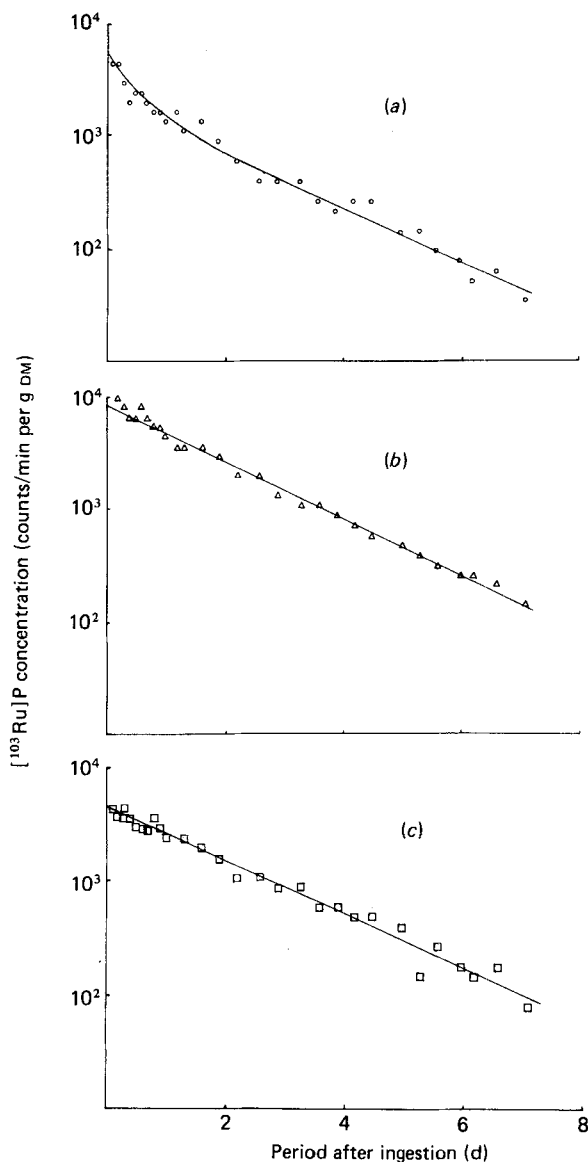 10⁴
(a)
10³
10²
10⁴
(b)
10³
10²
[¹⁰³Ru]P concentration (counts/min per g DM)
(c)
10⁴
10³
10²
2 4 6 8
Period after ingestion (d)